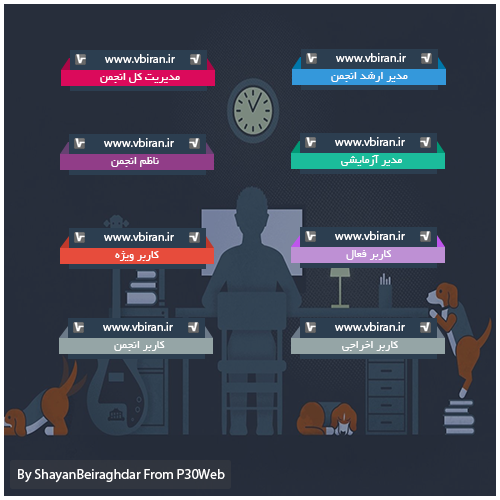 www.vbiran.ir
مدیر ارشد انجمن
www.vbiran.ir
مدیریت کل انجمن
www.vbiran.ir
مدیر آزمایشی
www.vbiran.ir
ناظم انجمن
www.vbiran.ir
کاربر فعال
www.vbiran.ir
کاربر ویژه
www.vbiran.ir
کاربر اخراجی
www.vbiran.ir
کاربر انجمن
By ShayanBeiraghdar From P30Web